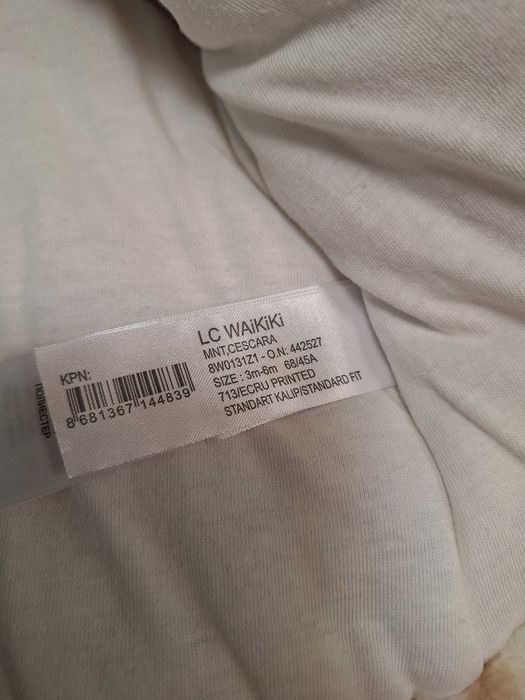 LC WAiKiKi
MNT,CESCARA
8W0131Z1 - O.N: 442527
SIZE : 3m-6m 68/45A
713/ECRU PRINTED
STANDART KALIP/STANDARD FIT
KPN:
8 681367 144839
ПОЛИЕСТЕР